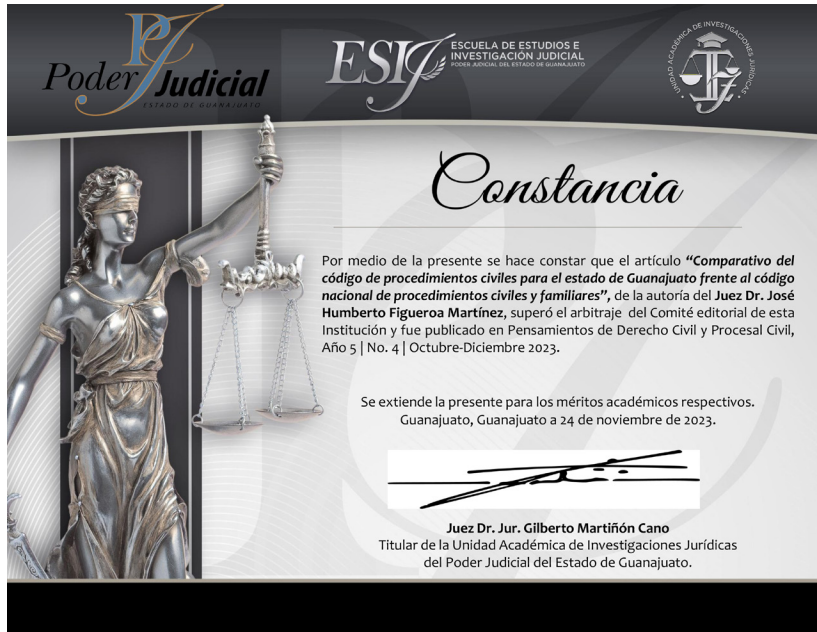 Poder Judicial
ESTADO DE GUANAJUATO
ESIJ
ESCUELA DE ESTUDIOS E
INVESTIGACIÓN JUDICIAL
PODER JUDICIAL DEL ESTADO DE GUANAJUATO
UNIDAD ACADÉMICA DE INVESTIGACIONES JURÍDICAS
Constancia
Por medio de la presente se hace constar que el artículo “Comparativo del
código de procedimientos civiles para el estado de Guanajuato frente al código
nacional de procedimientos civiles y familiares”, de la autoría del Juez Dr. José
Humberto Figueroa Martínez, superó el arbitraje del Comité editorial de esta
Institución y fue publicado en Pensamientos de Derecho Civil y Procesal Civil,
Año 5 | No. 4 | Octubre-Diciembre 2023.
Se extiende la presente para los méritos académicos respectivos.
Guanajuato, Guanajuato a 24 de noviembre de 2023.
Juez Dr. Jur. Gilberto Martiñón Cano
Titular de la Unidad Académica de Investigaciones Jurídicas
del Poder Judicial del Estado de Guanajuato.